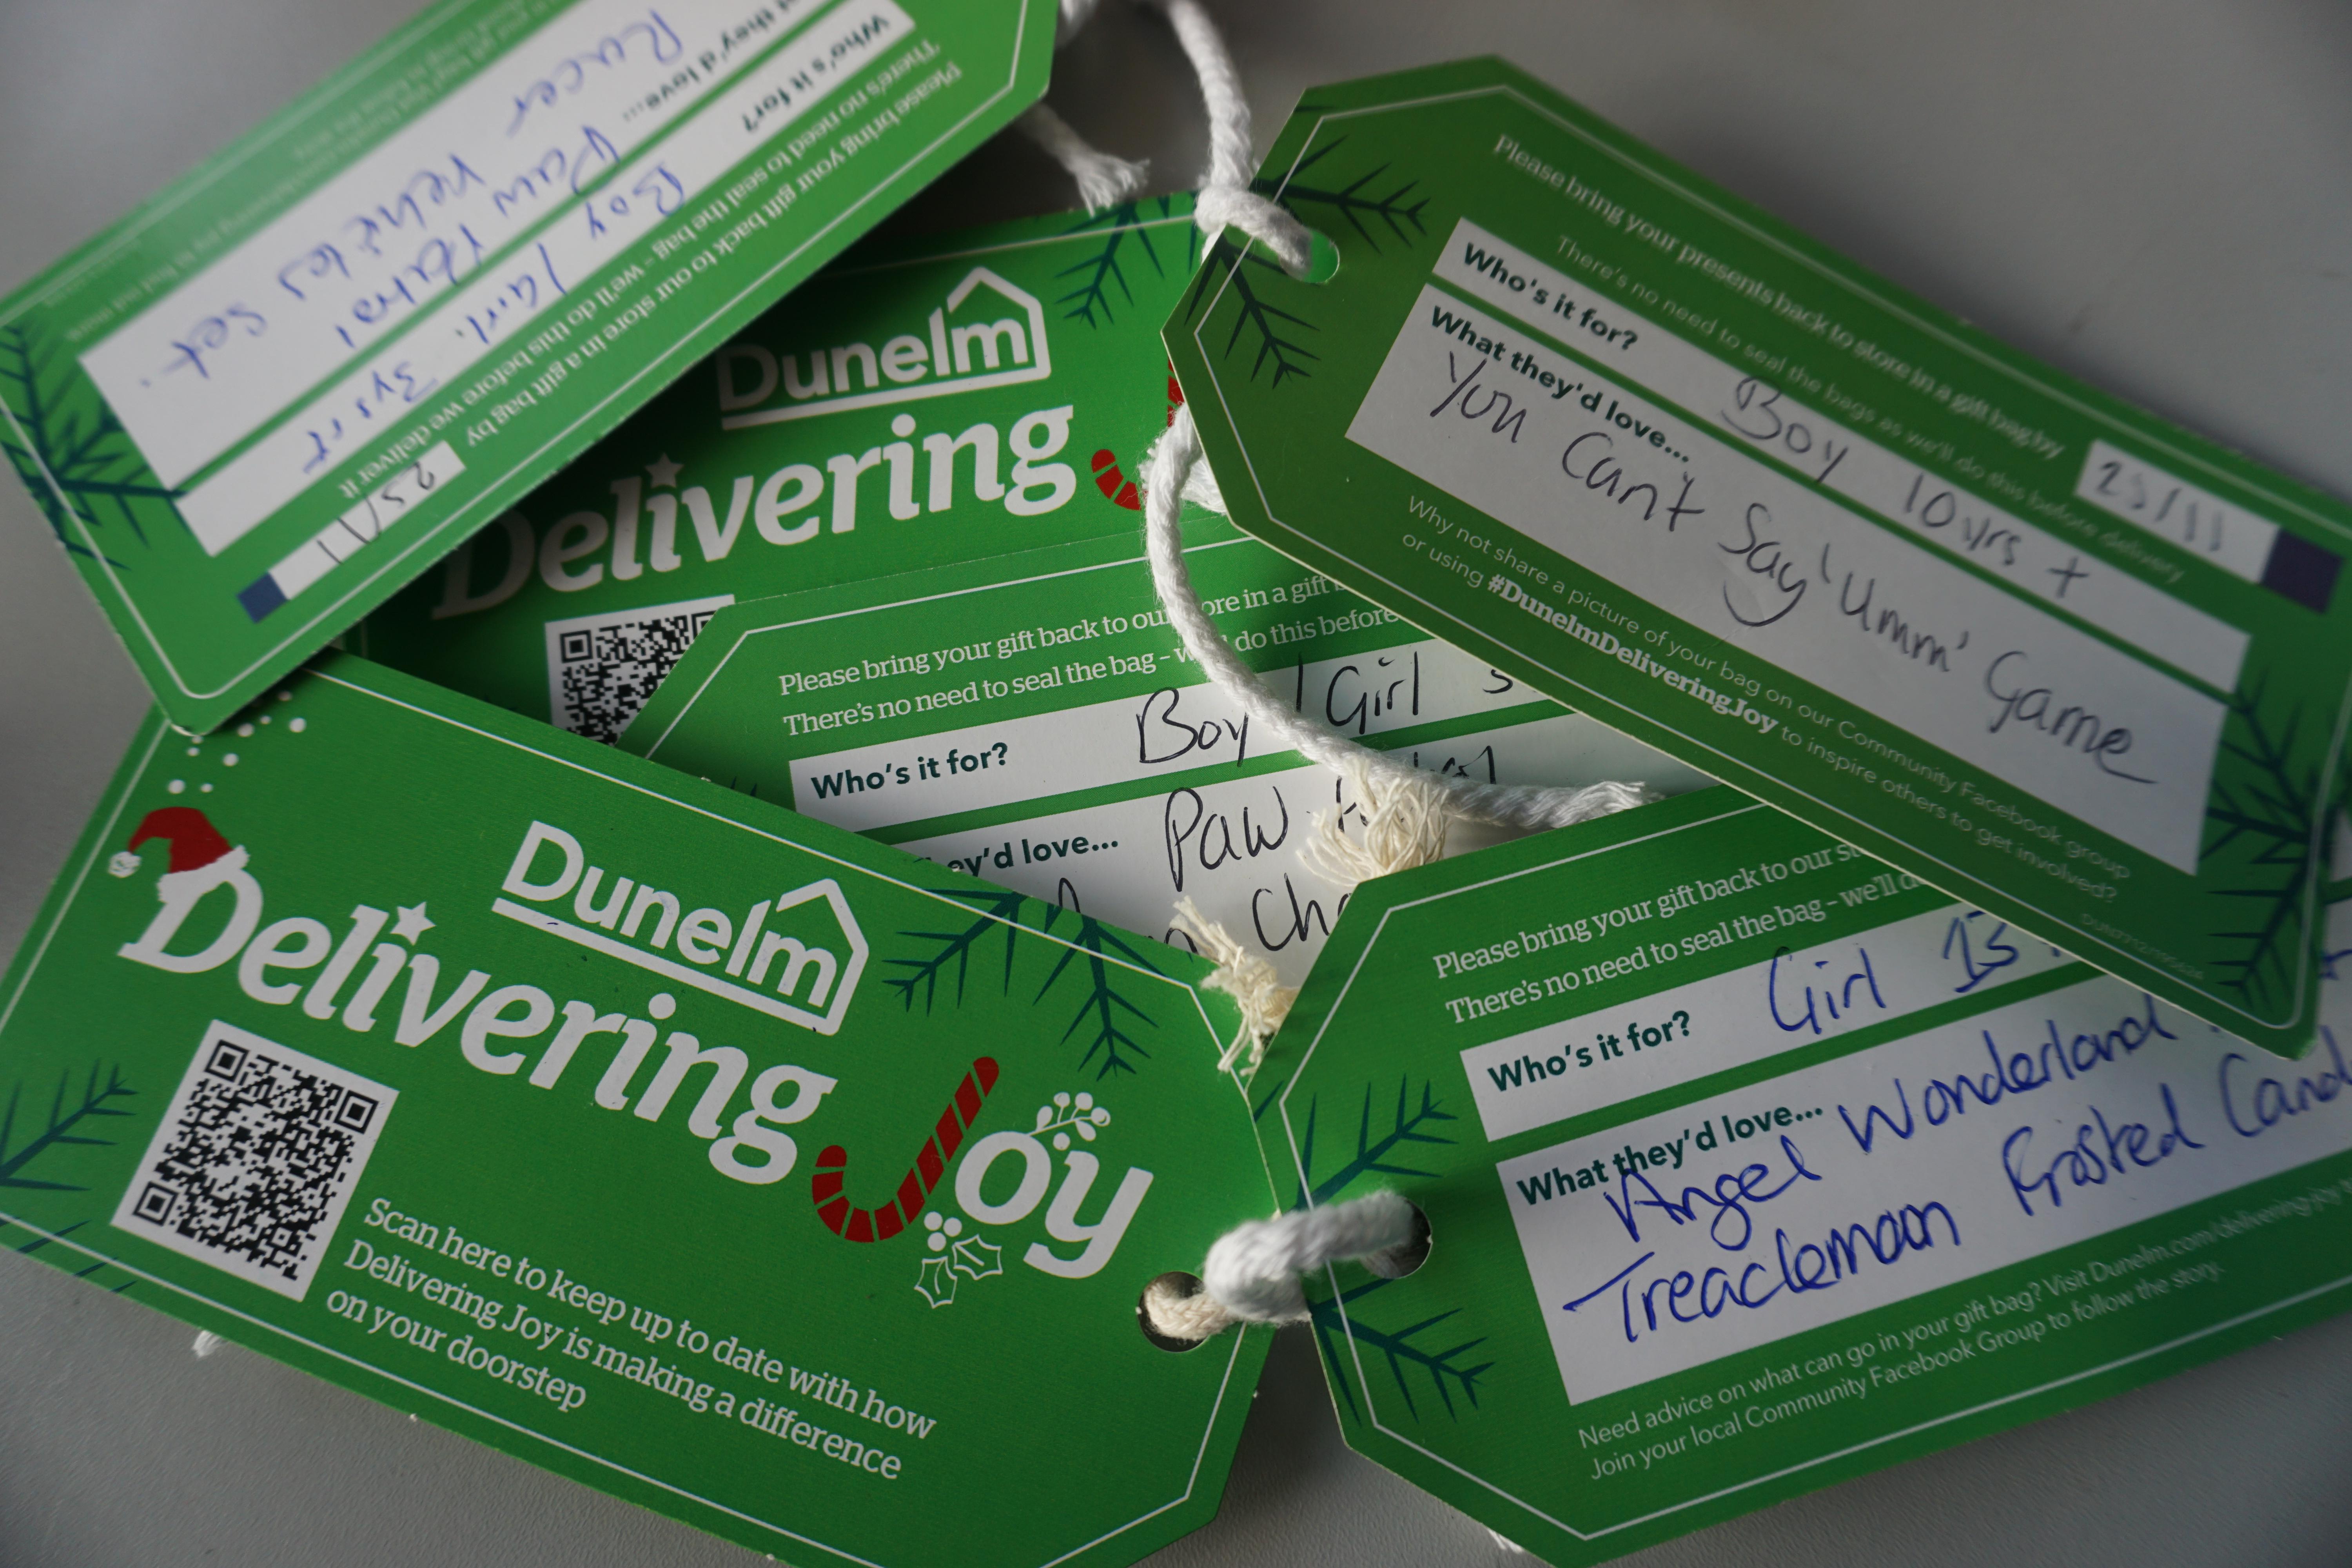 Please bring your gift back to our store in a gift bag by
There's no need to seal the bag - we'll do this before we deliver it
Who's it for? Boy / Girl. 3yrs +
they'd love... Paw Patrol
Racer Vehicles Set.
Dunelm
Delivering
Please bring your presents back to store in a gift bag by 23/11
There's no need to seal the bags as we'll do this before delivery
Who's it for? Boy 10yrs +
What they'd love...
You Can't Say 'Umm' Game
Why not share a picture of your bag on our Community Facebook group
or using #DunelmDeliveringJoy to inspire others to get involved?
Please bring your gift back to our store in a gift
There's no need to seal the bag - we'll do this before
Who's it for? Boy / Girl
they'd love... Paw
Dunelm
Delivering Joy
Scan here to keep up to date with how
Delivering Joy is making a difference
on your doorstep
Please bring your gift back to our
There's no need to seal the bag - we'll
Who's it for? Girl 13
What they'd love...
Angel Wonderland
Treaclemoon Frosted Cand
Need advice on what can go in your gift bag? Visit Dunelm.com/delivering-joy
Join your local Community Facebook Group to follow the story.